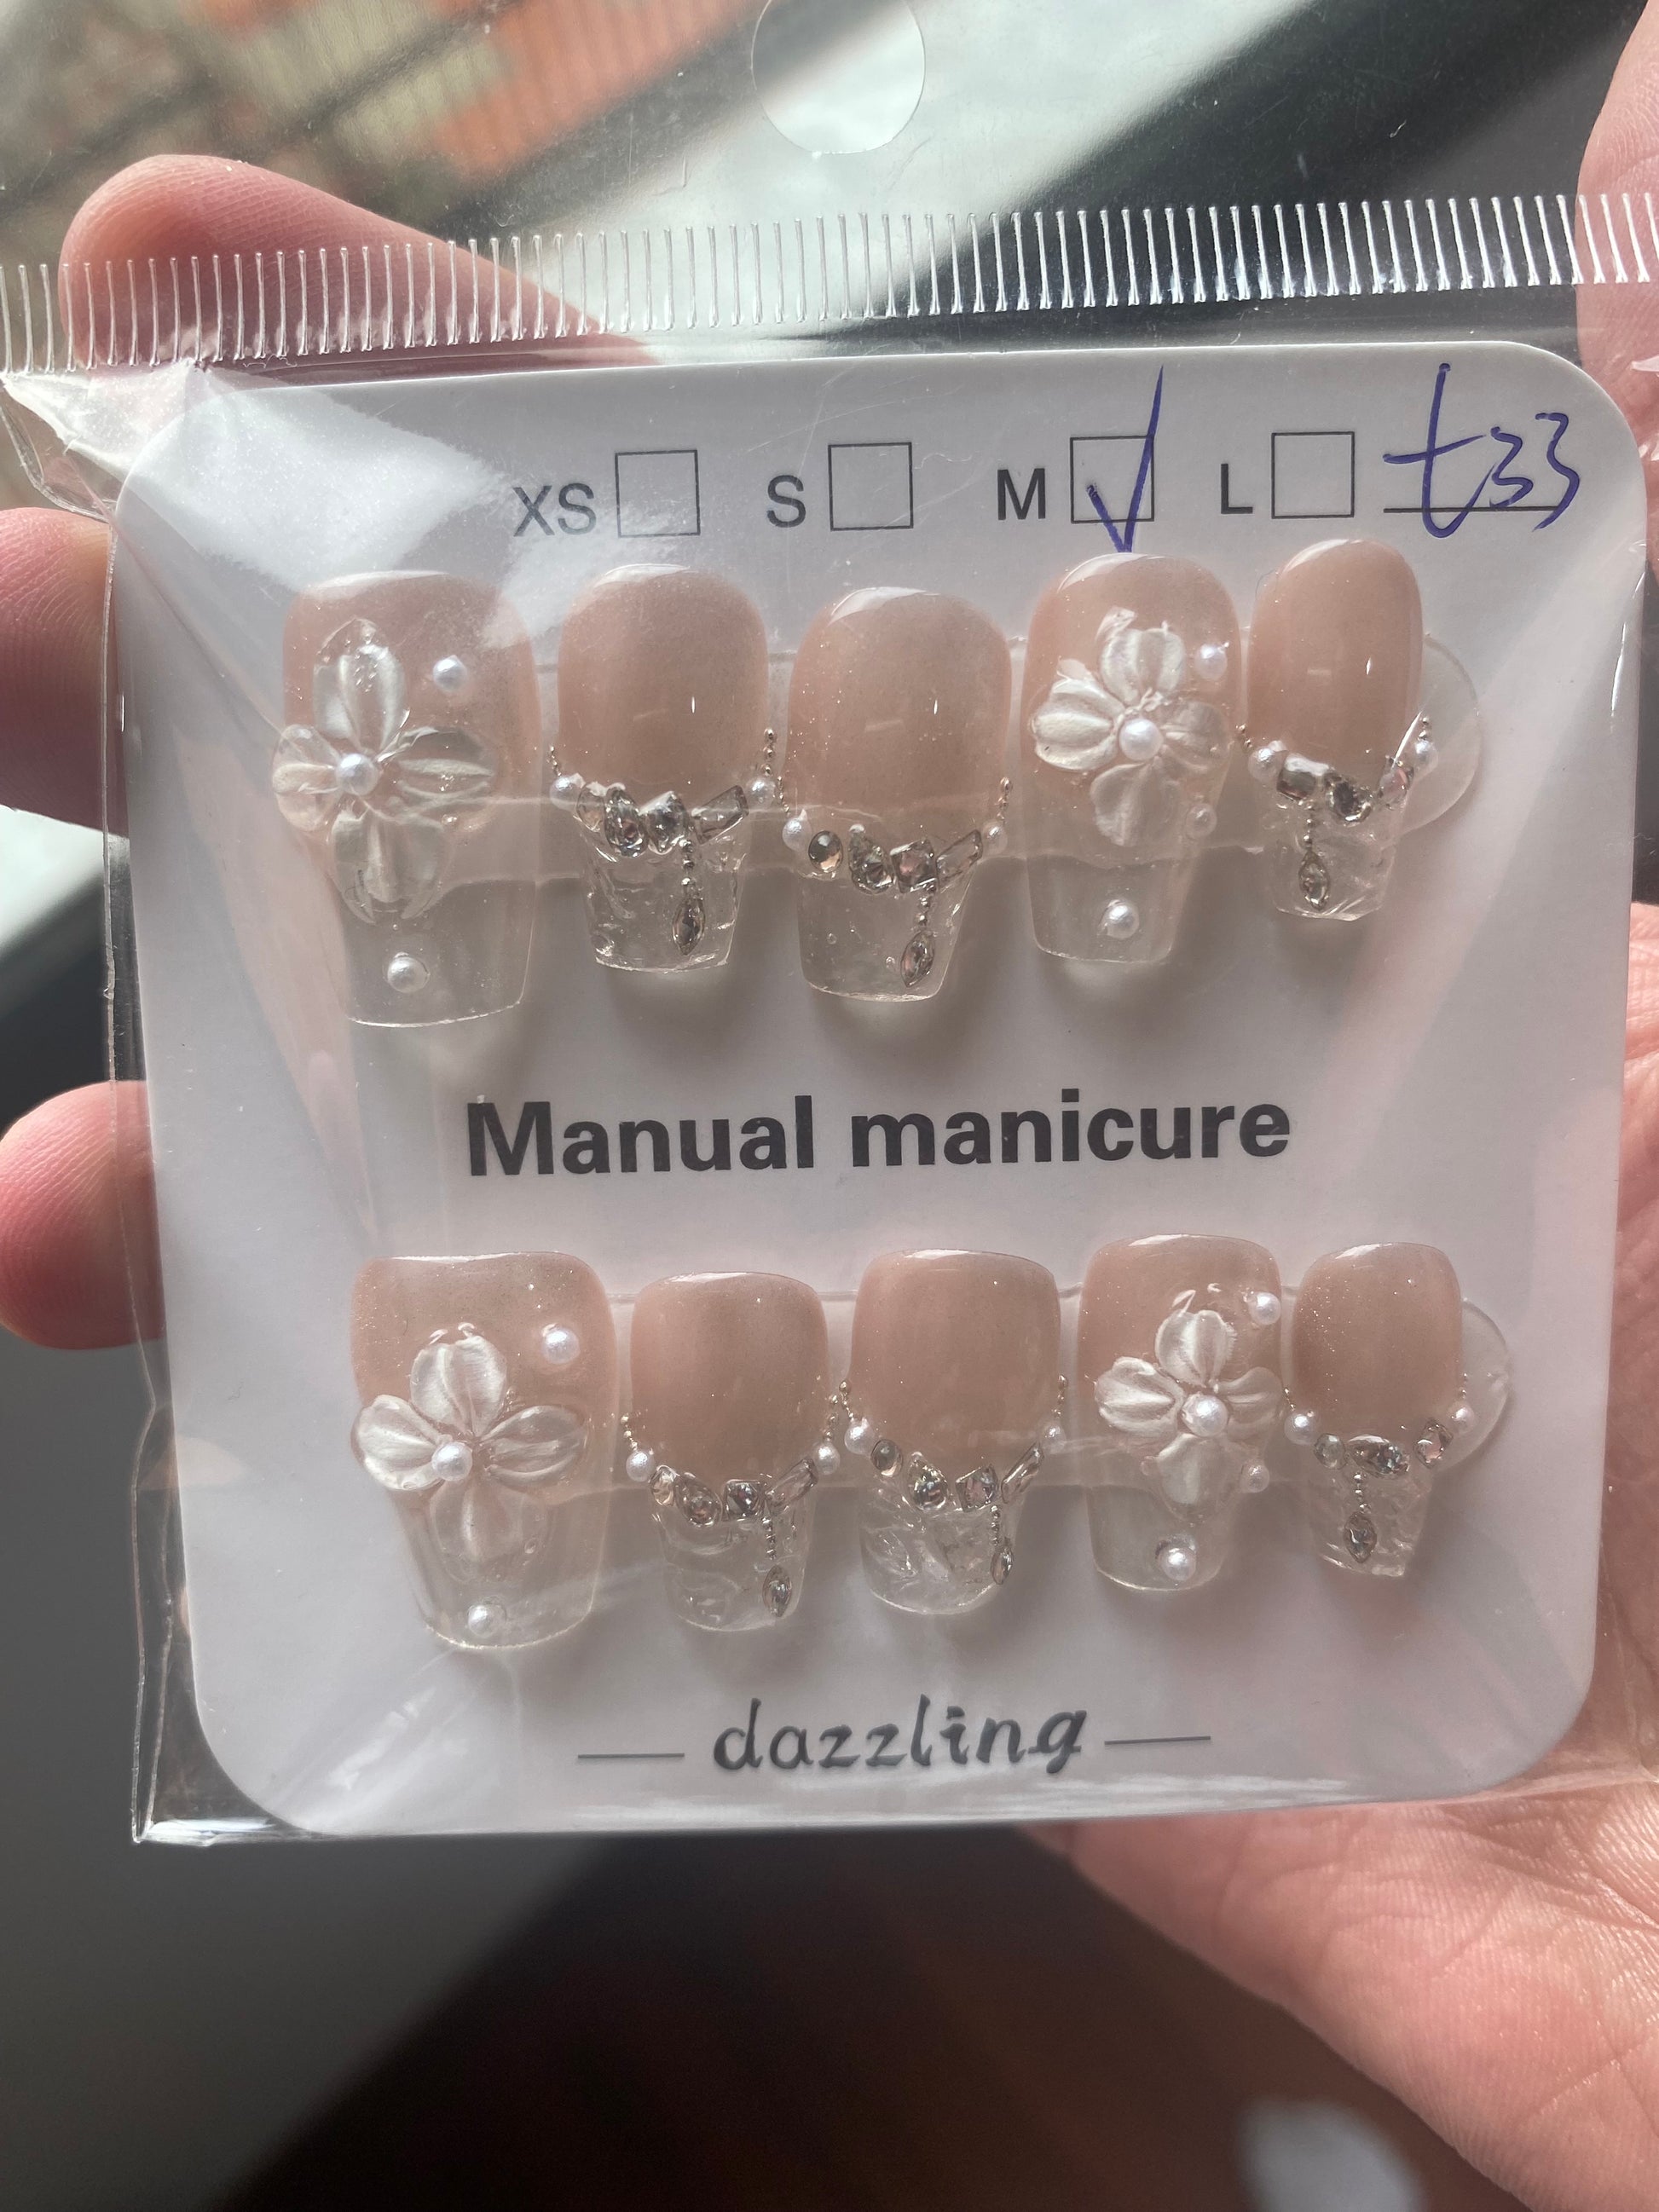 XS S M L t33
Manual manicure
dazzling